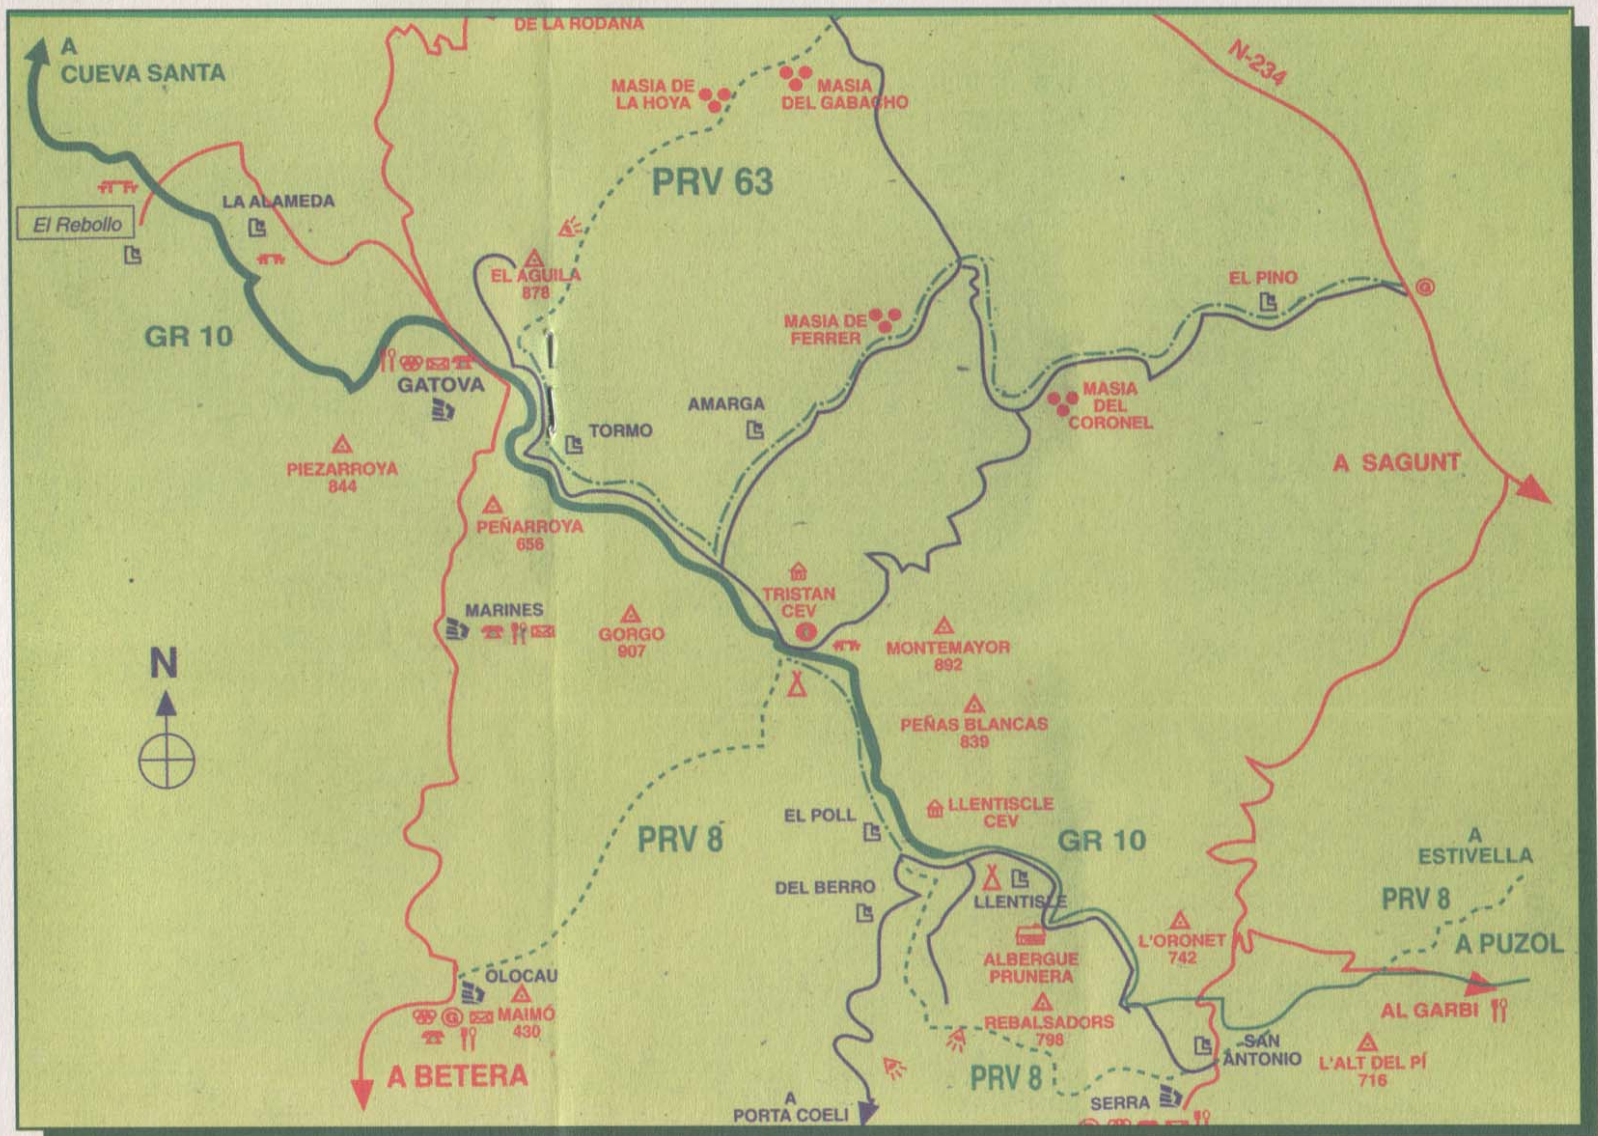 DE LA RODANA
A
CUEVA SANTA
N-234
MASIA DE
LA HOYA
MASIA
DEL GABACHO
PRV 63
LA ALAMEDA
El Rebollo
EL AGUILA
878
EL PINO
GR 10
MASIA DE
FERRER
GATOVA
MASIA
DEL
CORONEL
AMARGA
TORMO
PIEZARROYA
844
A SAGUNT
PEÑARROYA
656
TRISTAN
CEV
MARINES
GORGO
907
MONTEMAYOR
892
N
PEÑAS BLANCAS
839
EL POLL
LLENTISCLE
CEV
PRV 8
GR 10
A
ESTIVELLA
DEL BERRO
LLENTISLE
PRV 8
L'ORONET
742
A PUZOL
ALBERGUE
PRUNERA
OLOCAU
MAIMÓ
430
G
G
AL GARBI
REBALSADORS
798
SAN
ANTONIO
L'ALT DEL PÍ
716
A BETERA
PRV 8
A
PORTA COELI
SERRA